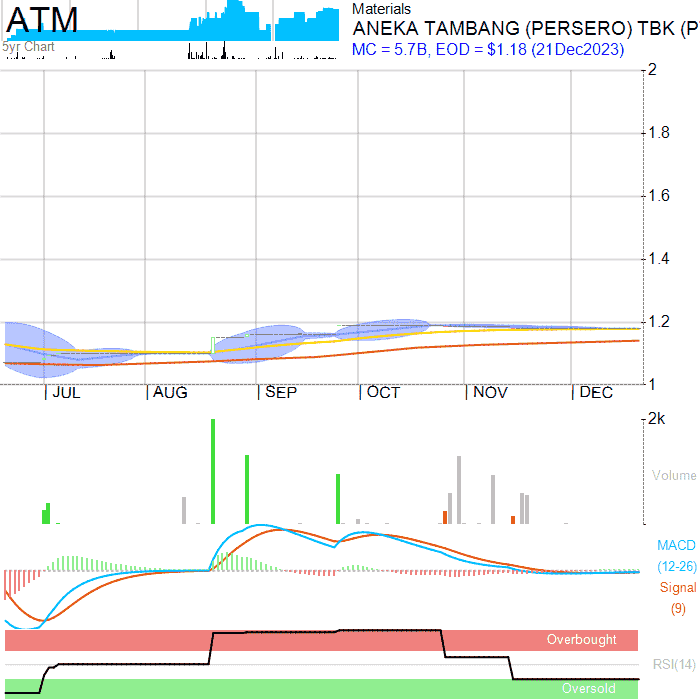 ATM
5yr Chart
Materials
ANEKA TAMBANG (PERSERO) TBK (P
MC = 5.7B, EOD = $1.18 (21Dec2023)
2
1.8
1.6
1.4
1.2
1
JUL AUG SEP OCT NOV DEC
2k
Volume
MACD
(12-26)
Signal
(9)
Overbought
RSI(14)
Oversold